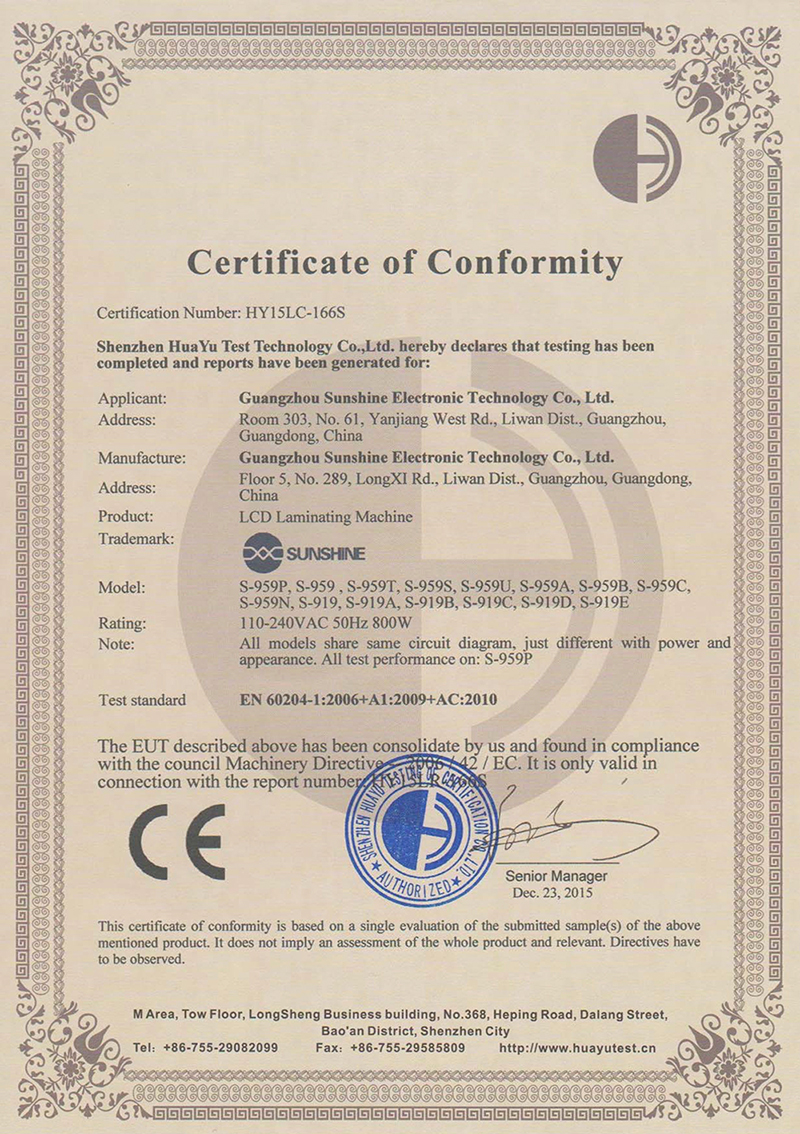 Certificate of Conformity
Certification Number: HY15LC-166S
Shenzhen HuaYu Test Technology Co.,Ltd. hereby declares that testing has been
completed and reports have been generated for:
Applicant: Guangzhou Sunshine Electronic Technology Co., Ltd.
Address: Room 303, No. 61, Yanjiang West Rd., Liwan Dist., Guangzhou,
Guangdong, China
Manufacture: Guangzhou Sunshine Electronic Technology Co., Ltd.
Address: Floor 5, No. 289, LongXI Rd., Liwan Dist., Guangzhou, Guangdong,
China
Product: LCD Laminating Machine
Trademark: SUNSHINE
Model: S-959P, S-959 , S-959T, S-959S, S-959U, S-959A, S-959B, S-959C,
S-959N, S-919, S-919A, S-919B, S-919C, S-919D, S-919E
Rating: 110-240VAC 50Hz 800W
Note: All models share same circuit diagram, just different with power and
appearance. All test performance on: S-959P
Test standard EN 60204-1:2006+A1:2009+AC:2010
The EUT described above has been consolidate by us and found in compliance
with the council Machinery Directive 2006 / 42 / EC. It is only valid in
connection with the report number:
CE
SHENZHEN HUAYU TESTING CERTIFICATION CO.,LTD.
★AUTHORIZED★
Senior Manager
Dec. 23, 2015
This certificate of conformity is based on a single evaluation of the submitted sample(s) of the above
mentioned product. It does not imply an assessment of the whole product and relevant. Directives have
to be observed.
M Area, Tow Floor, LongSheng Business building, No.368, Heping Road, Dalang Street,
Bao'an District, Shenzhen City
Tel: +86-755-29082099 Fax: +86-755-29585809 http://www.huayutest.cn